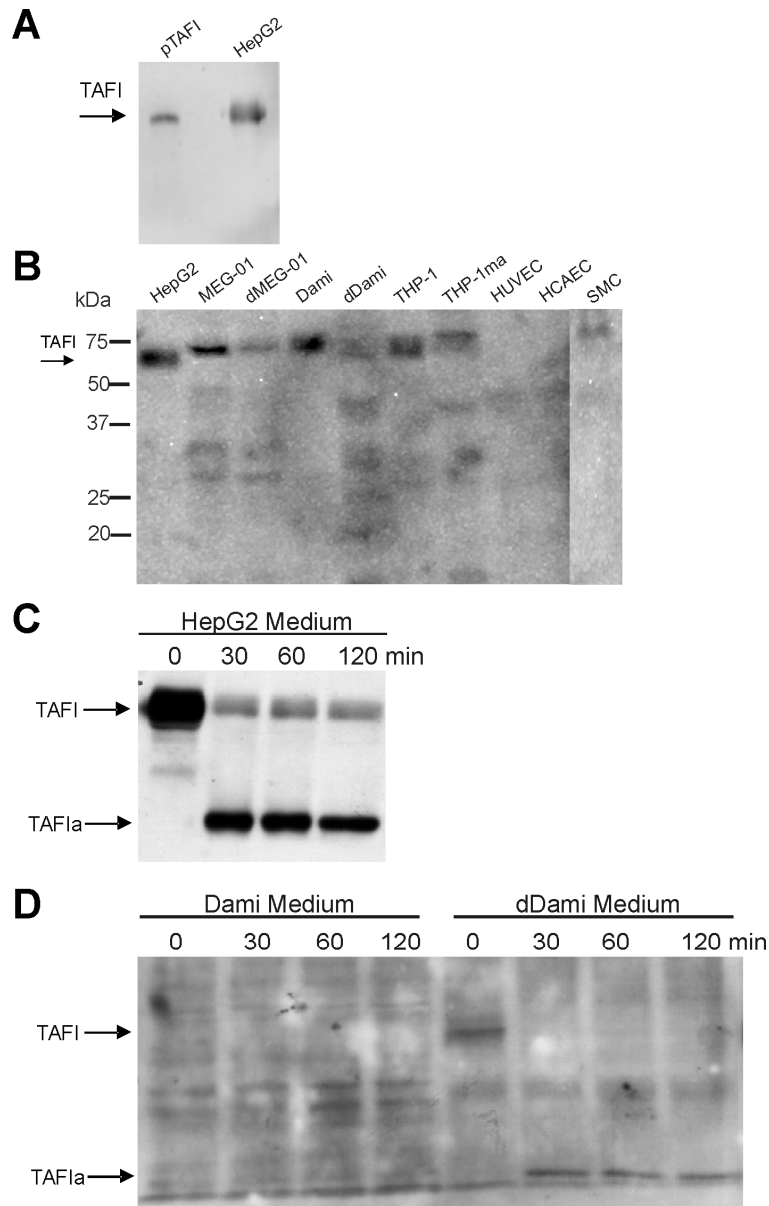 A
pTAFI HepG2
TAFI
B
HepG2 MEG-01 dMEG-01 Dami dDami THP-1 THP-1ma HUVEC HCAEC SMC
kDa
TAFI
75
50
37
25
20
C
HepG2 Medium
0 30 60 120 min
TAFI
TAFIa
D
Dami Medium dDami Medium
0 30 60 120 0 30 60 120 min
TAFI
TAFIa